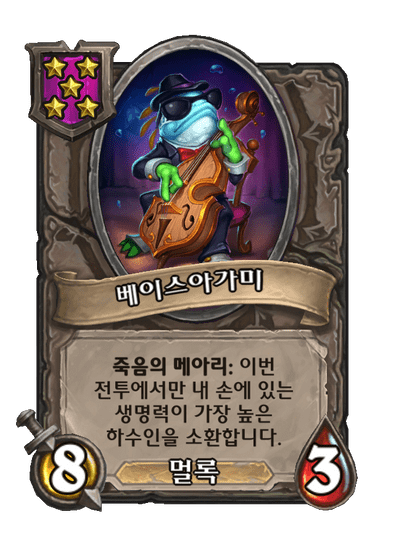 베이스아가미
죽음의 메아리: 이번
전투에서만 내 손에 있는
생명력이 가장 높은
하수인을 소환합니다.
8
멀록
3